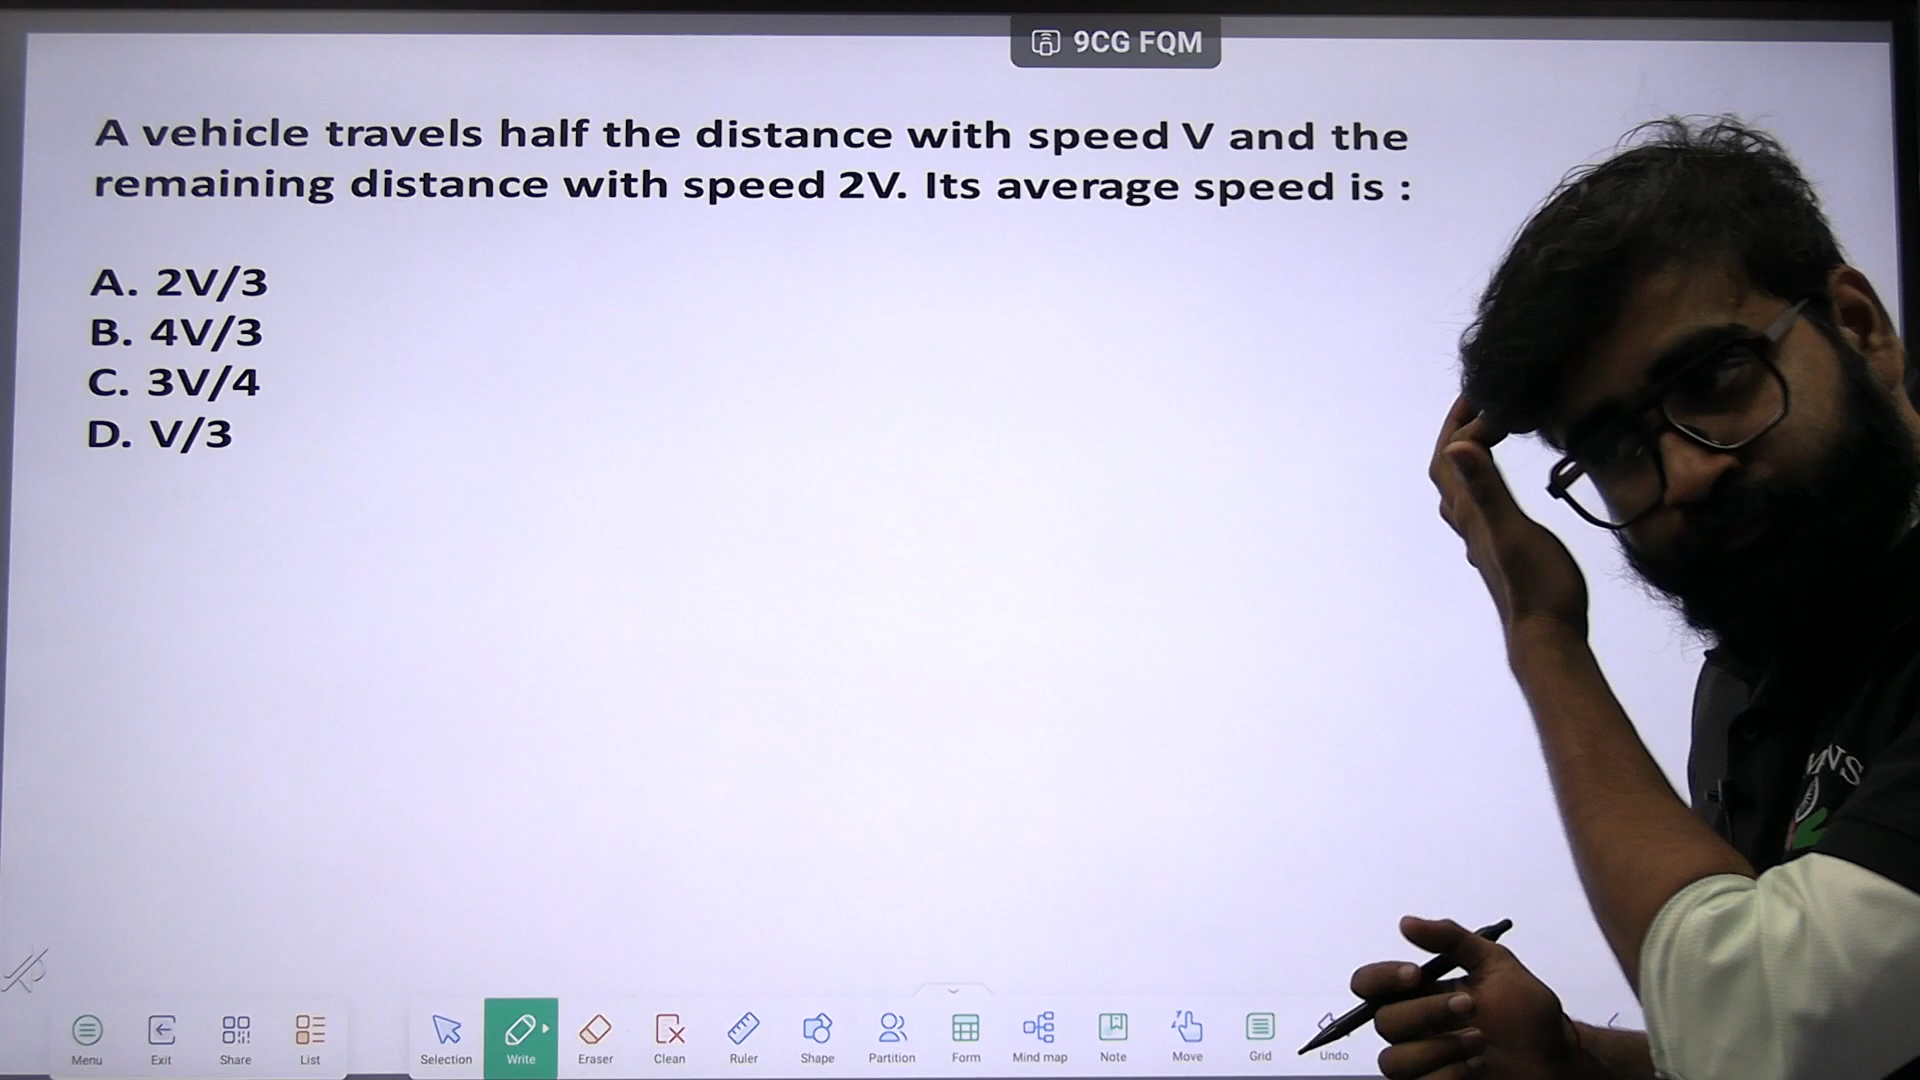 9CG FQM
A vehicle travels half the distance with speed V and the
remaining distance with speed 2V. Its average speed is :
A. 2V/3
B. 4V/3
C. 3V/4
D. V/3
Menu Exit Share List Selection Write Eraser Clean Ruler Shape Partition Form Mind map Note Move Grid Undo